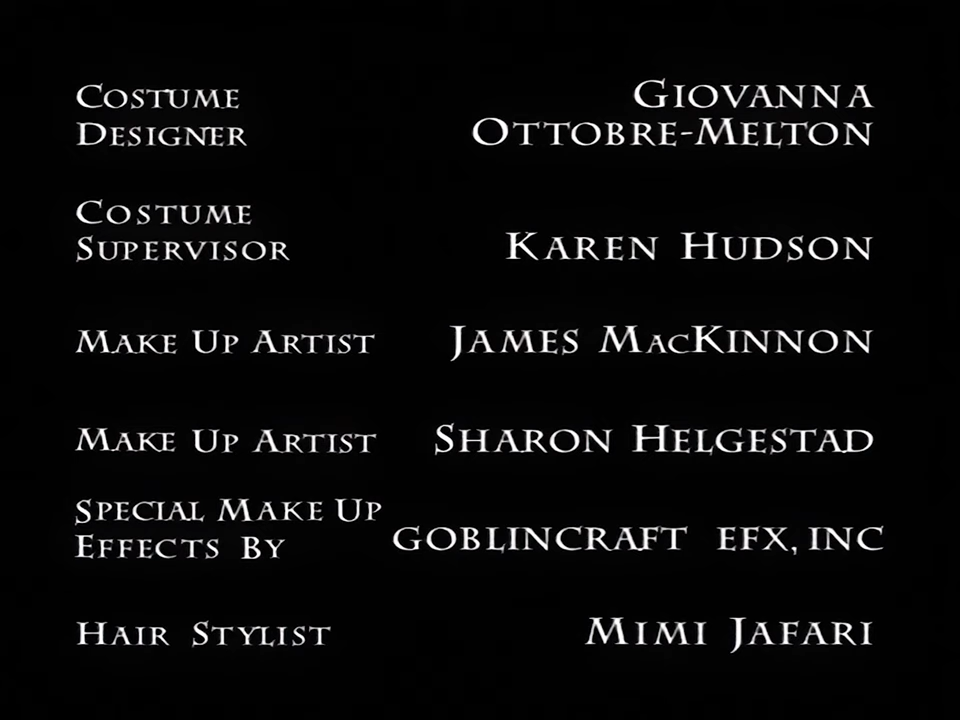 Costume Giovanna
Designer Ottobre-Melton
Costume
Supervisor Karen Hudson
Make Up Artist James MacKinnon
Make Up Artist Sharon Helgestad
Special Make Up
Effects By GOBLINCRAFT EFX, INC
Hair Stylist Mimi Jafari